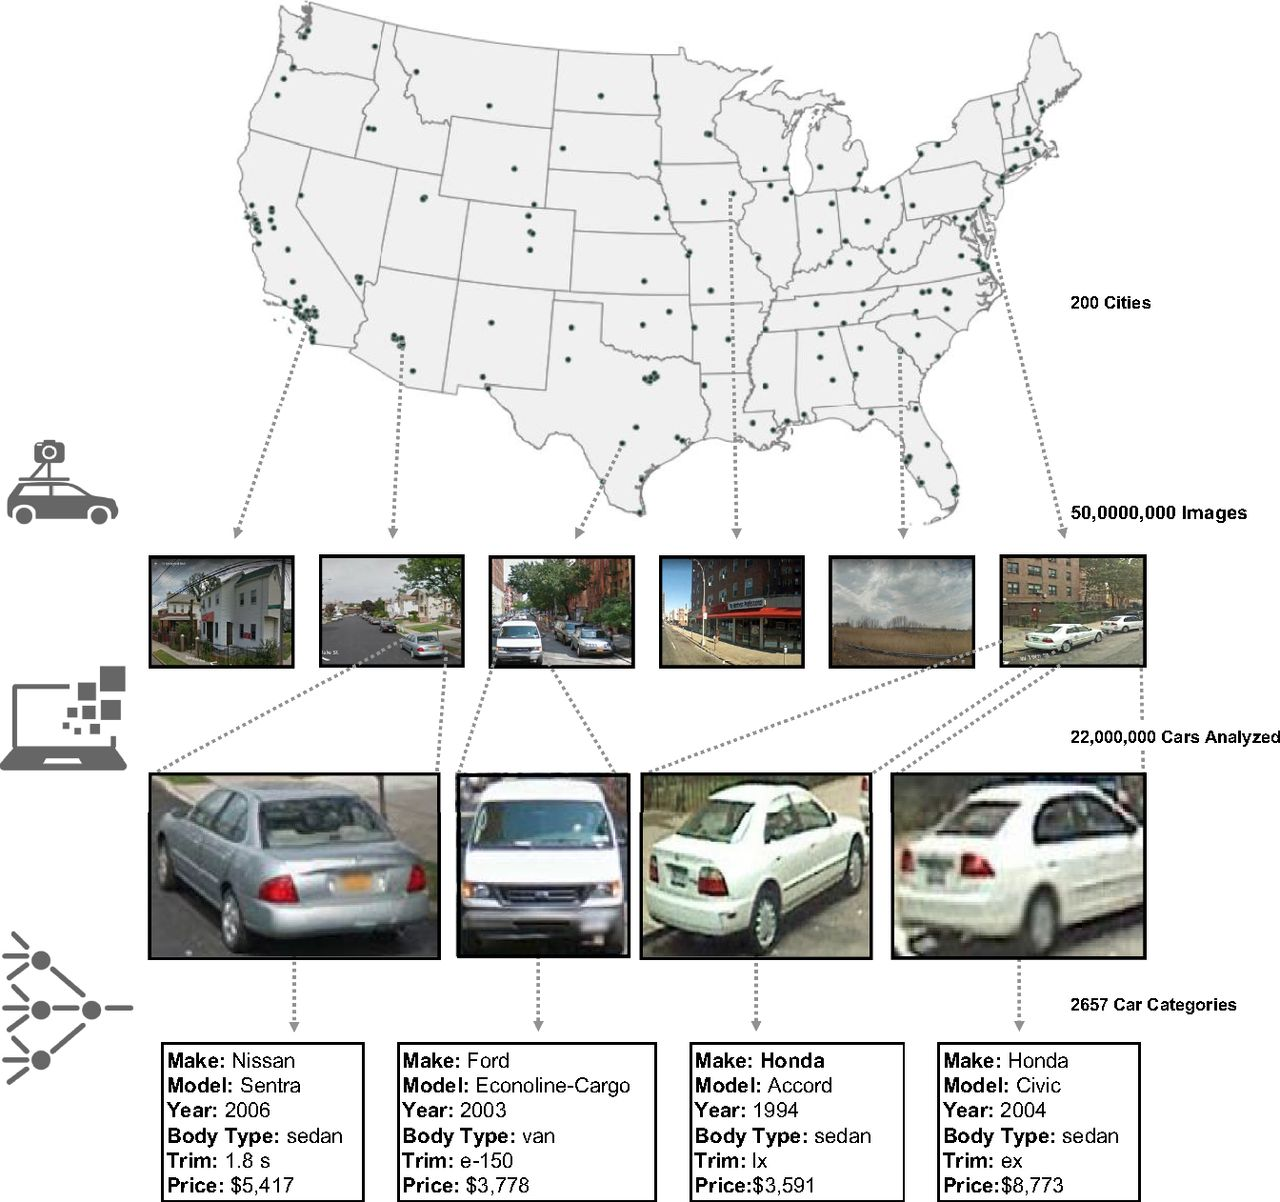 200 Cities
50,0000,000 Images
22,000,000 Cars Analyzed
2657 Car Categories
Make: Nissan
Model: Sentra
Year: 2006
Body Type: sedan
Trim: 1.8 s
Price: $5,417
Make: Ford
Model: Econoline-Cargo
Year: 2003
Body Type: van
Trim: e-150
Price: $3,778
Make: Honda
Model: Accord
Year: 1994
Body Type: sedan
Trim: lx
Price:$3,591
Make: Honda
Model: Civic
Year: 2004
Body Type: sedan
Trim: ex
Price:$8,773